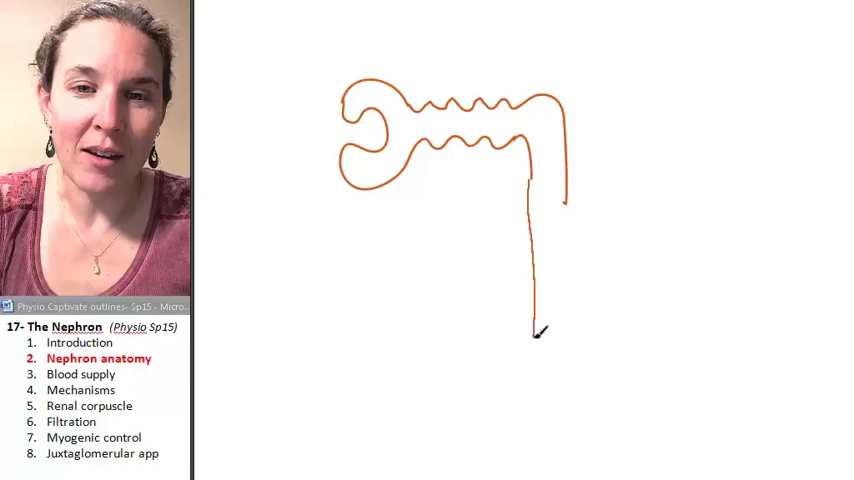 Physio Captivate outlines- Sp15 - Micro...
17- The Nephron (Physio Sp15)
1. Introduction
2. Nephron anatomy
3. Blood supply
4. Mechanisms
5. Renal corpuscle
6. Filtration
7. Myogenic control
8. Juxtaglomerular app